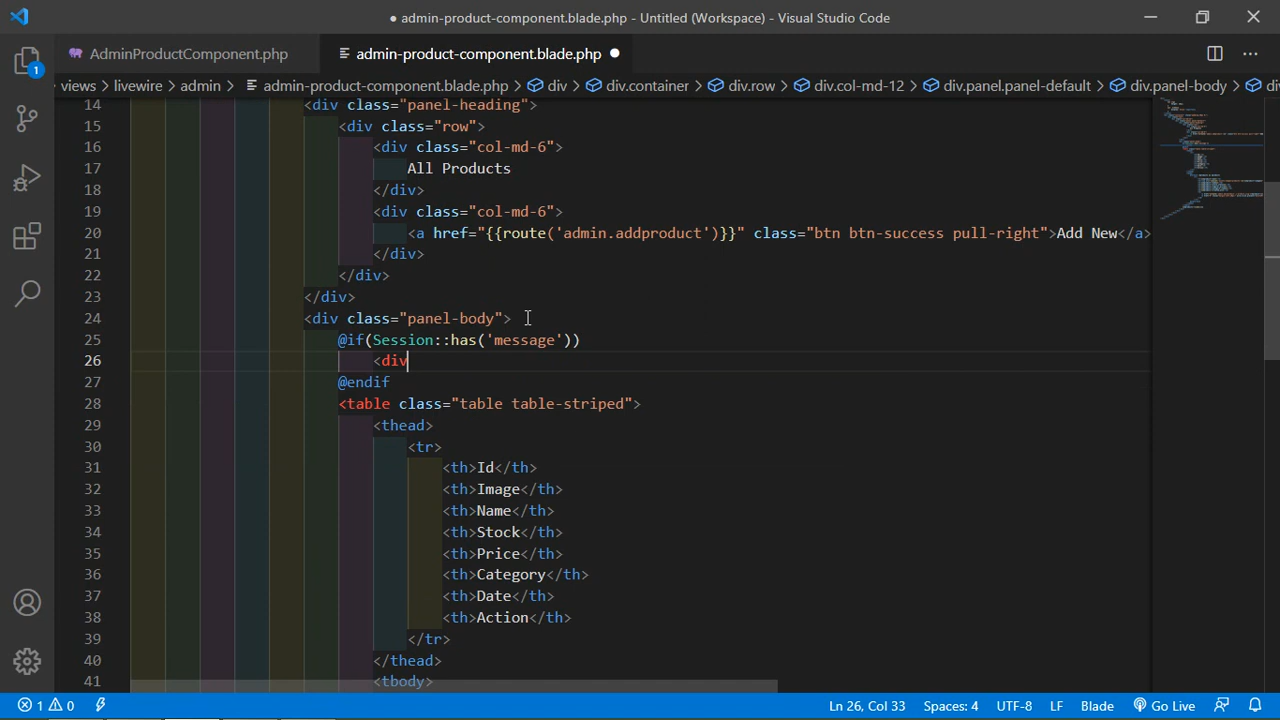 ● admin-product-component.blade.php - Untitled (Workspace) - Visual Studio Code
AdminProductComponent.php
admin-product-component.blade.php ●
views > livewire > admin > admin-product-component.blade.php > div > div.container > div.row > div.col-md-12 > div.panel.panel-default > div.panel-body > di
1
14 <div class="panel-heading">
15 <div class="row">
16 <div class="col-md-6">
17 All Products
18 </div>
19 <div class="col-md-6">
20 <a href="{{route('admin.addproduct')}}" class="btn btn-success pull-right">Add New</a>
21 </div>
22 </div>
23 </div>
24 <div class="panel-body">
25 @if(Session::has('message'))
26 <div
27 @endif
28 <table class="table table-striped">
29 <thead>
30 <tr>
31 <th>Id</th>
32 <th>Image</th>
33 <th>Name</th>
34 <th>Stock</th>
35 <th>Price</th>
36 <th>Category</th>
37 <th>Date</th>
38 <th>Action</th>
39 </tr>
40 </thead>
41 <tbody>
1 0 Ln 26, Col 33 Spaces: 4 UTF-8 LF Blade Go Live